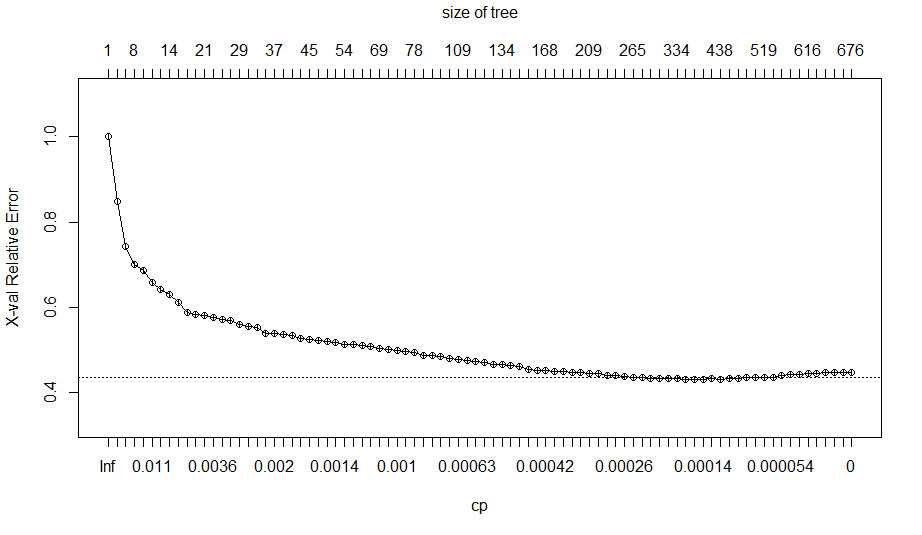 size of tree
1 8 14 21 29 37 45 54 69 78 109 134 168 209 265 334 438 519 616 676
X-val Relative Error
1.0
0.8
0.6
0.4
Inf 0.011 0.0036 0.002 0.0014 0.001 0.00063 0.00042 0.00026 0.00014 0.000054 0
cp